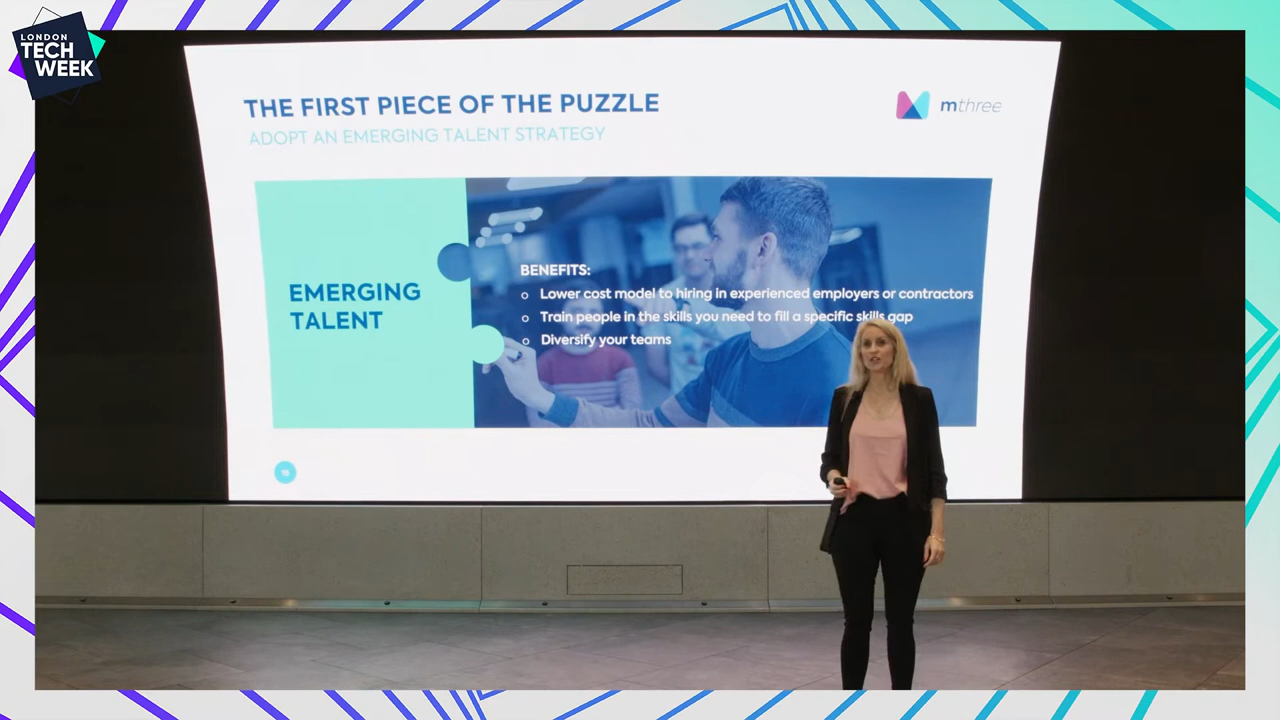 LONDON
TECH
WEEK
THE FIRST PIECE OF THE PUZZLE
ADOPT AN EMERGING TALENT STRATEGY
mthree
EMERGING
TALENT
BENEFITS:
Lower cost model to hiring in experienced employers or contractors
Train people in the skills you need to fill a specific skills gap
Diversify your teams